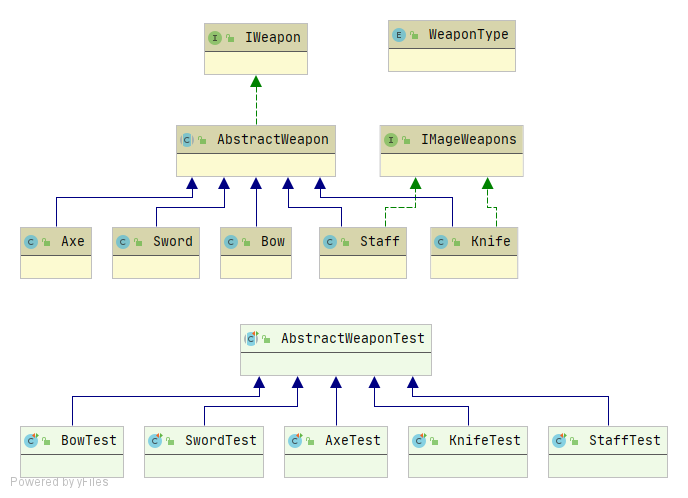 I IWeapon
E WeaponType
C AbstractWeapon
I IMageWeapons
C Axe
C Sword
C Bow
C Staff
C Knife
C AbstractWeaponTest
C BowTest
C SwordTest
C AxeTest
C KnifeTest
C StaffTest
Powered by yFiles